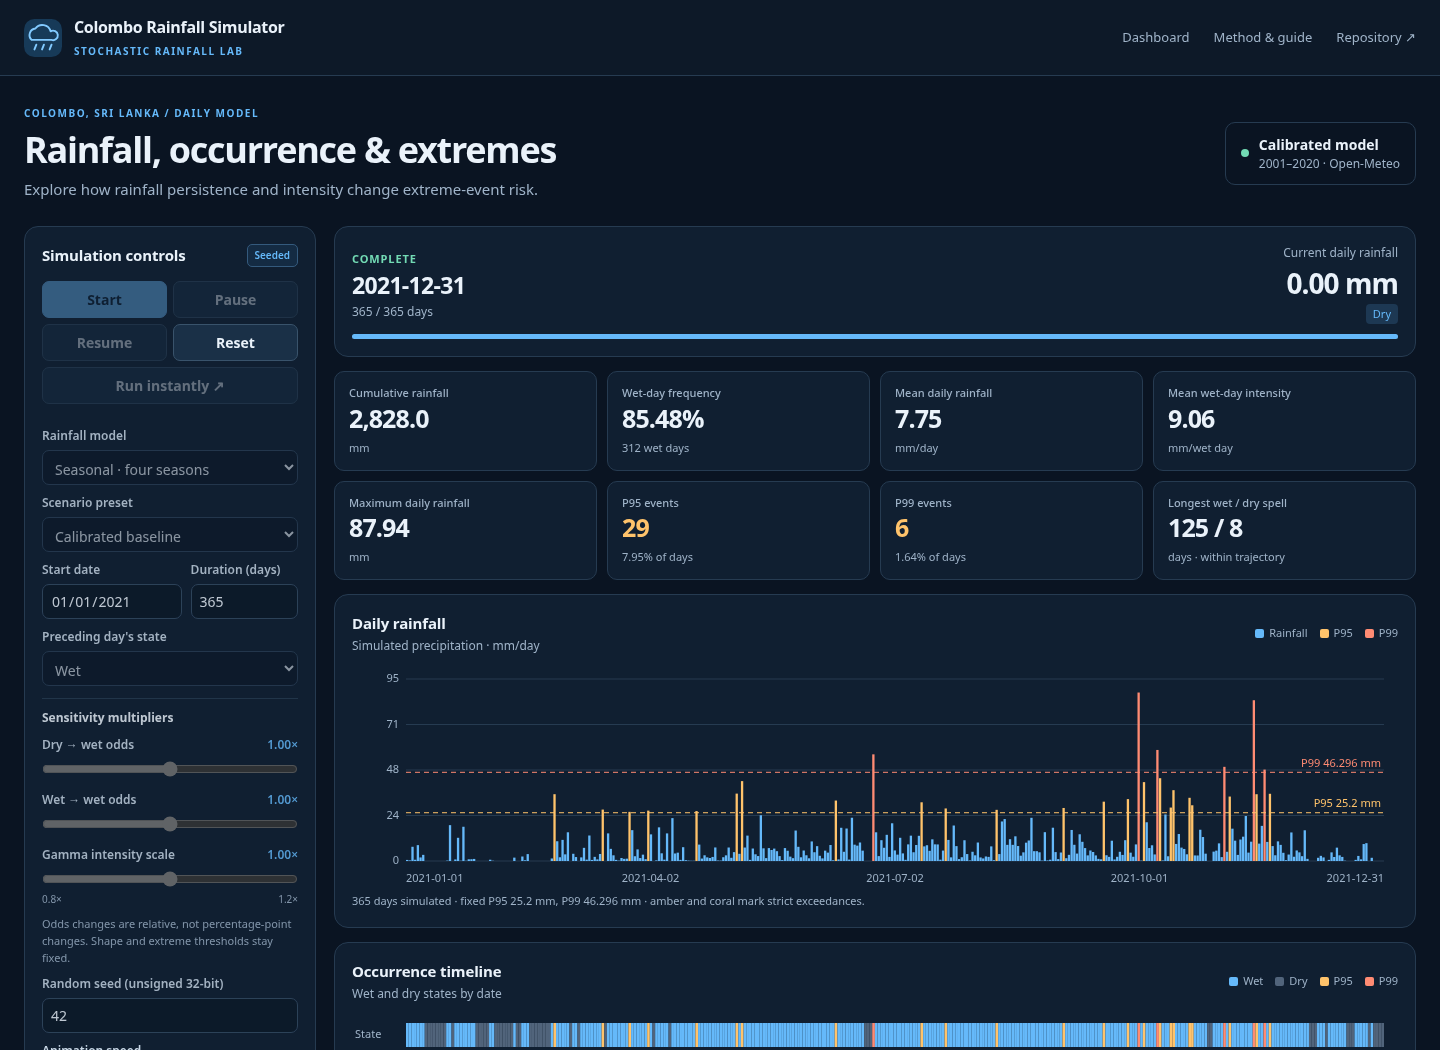 Colombo Rainfall Simulator
STOCHASTIC RAINFALL LAB
Dashboard
Method & guide
Repository ↗
COLOMBO, SRI LANKA / DAILY MODEL
Rainfall, occurrence & extremes
Explore how rainfall persistence and intensity change extreme-event risk.
Calibrated model
2001–2020 · Open-Meteo
Simulation controls
Seeded
Start
Pause
Resume
Reset
Run instantly ↗
Rainfall model
Seasonal · four seasons
Scenario preset
Calibrated baseline
Start date
Duration (days)
01/01/2021
365
Preceding day's state
Wet
Sensitivity multipliers
Dry → wet odds
1.00×
Wet → wet odds
1.00×
Gamma intensity scale
1.00×
0.8×
1.2×
Odds changes are relative, not percentage-point
changes. Shape and extreme thresholds stay
fixed.
Random seed (unsigned 32-bit)
42
Animation speed
COMPLETE
2021-12-31
365 / 365 days
Current daily rainfall
0.00 mm
Dry
Cumulative rainfall
2,828.0
mm
Wet-day frequency
85.48%
312 wet days
Mean daily rainfall
7.75
mm/day
Mean wet-day intensity
9.06
mm/wet day
Maximum daily rainfall
87.94
mm
P95 events
29
7.95% of days
P99 events
6
1.64% of days
Longest wet / dry spell
125 / 8
days · within trajectory
Daily rainfall
Simulated precipitation · mm/day
Rainfall
P95
P99
95
71
48
24
0
P99 46.296 mm
P95 25.2 mm
2021-01-01
2021-04-02
2021-07-02
2021-10-01
2021-12-31
365 days simulated · fixed P95 25.2 mm, P99 46.296 mm · amber and coral mark strict exceedances.
Occurrence timeline
Wet and dry states by date
Wet
Dry
P95
P99
State